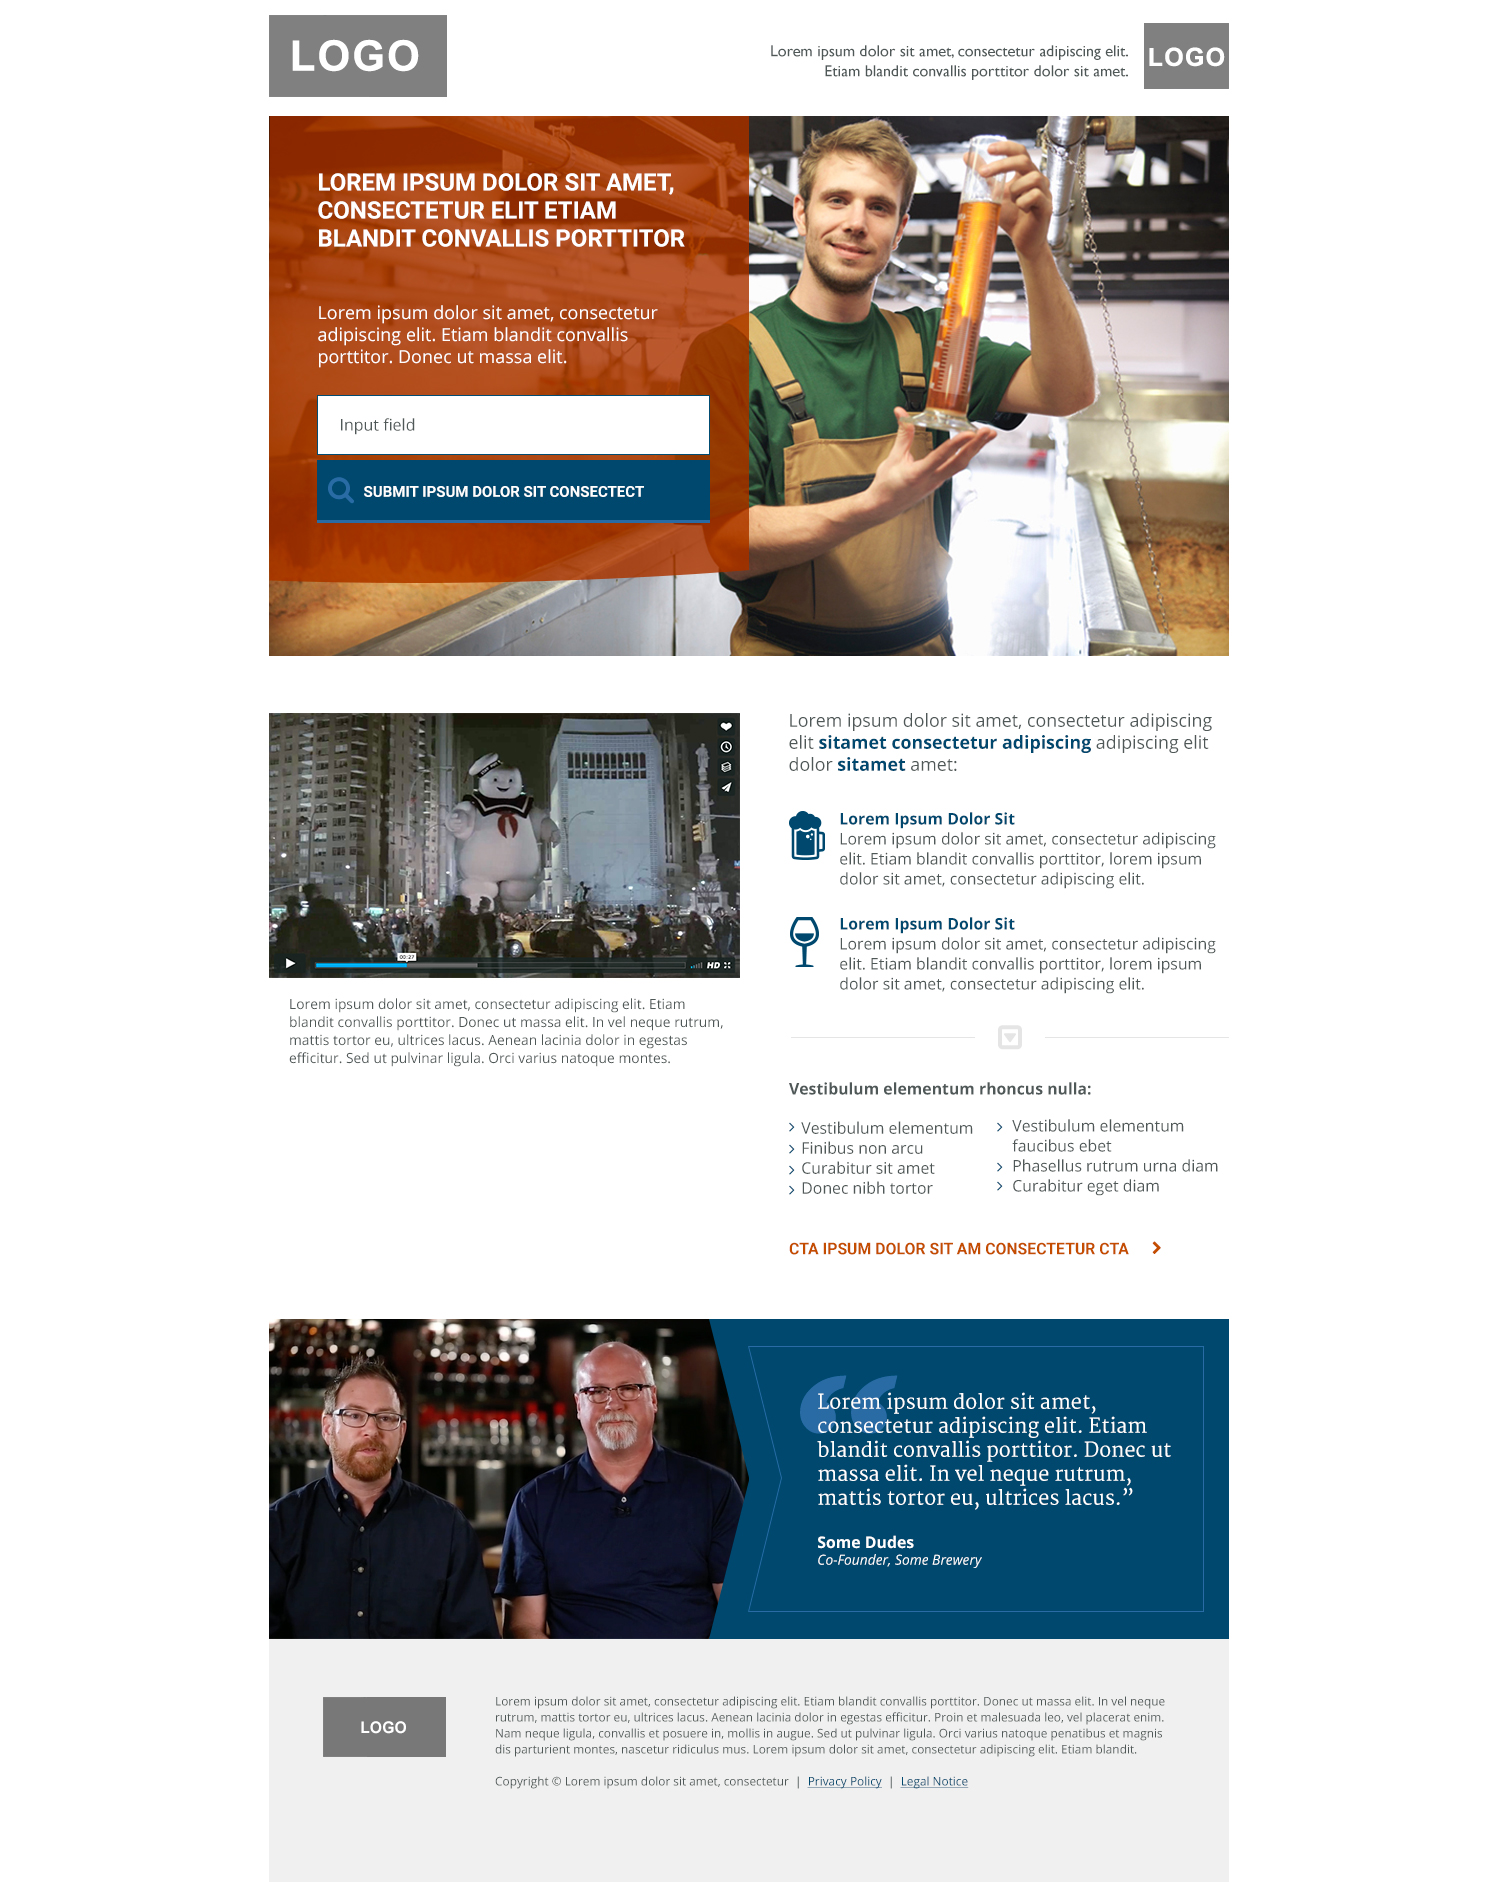 LOGO
Lorem ipsum dolor sit amet, consectetur adipiscing elit.
Etiam blandit convallis porttitor dolor sit amet.
LOGO
LOREM IPSUM DOLOR SIT AMET,
CONSECTETUR ELIT ETIAM
BLANDIT CONVALLIS PORTTITOR
Lorem ipsum dolor sit amet, consectetur
adipiscing elit. Etiam blandit convallis
porttitor. Donec ut massa elit.
Input field
SUBMIT IPSUM DOLOR SIT CONSECTECT
00:27
HD
Lorem ipsum dolor sit amet, consectetur adipiscing elit. Etiam
blandit convallis porttitor. Donec ut massa elit. In vel neque rutrum,
mattis tortor eu, ultrices lacus. Aenean lacinia dolor in egestas
efficitur. Sed ut pulvinar ligula. Orci varius natoque montes.
Lorem ipsum dolor sit amet, consectetur adipiscing
elit sitamet consectetur adipiscing adipiscing elit
dolor sitamet amet:
Lorem Ipsum Dolor Sit
Lorem ipsum dolor sit amet, consectetur adipiscing
elit. Etiam blandit convallis porttitor, lorem ipsum
dolor sit amet, consectetur adipiscing elit.
Lorem Ipsum Dolor Sit
Lorem ipsum dolor sit amet, consectetur adipiscing
elit. Etiam blandit convallis porttitor, lorem ipsum
dolor sit amet, consectetur adipiscing elit.
Vestibulum elementum rhoncus nulla:
Vestibulum elementum
Finibus non arcu
Curabitur sit amet
Donec nibh tortor
Vestibulum elementum
faucibus ebet
Phasellus rutrum urna diam
Curabitur eget diam
CTA IPSUM DOLOR SIT AM CONSECTETUR CTA
“Lorem ipsum dolor sit amet,
consectetur adipiscing elit. Etiam
blandit convallis porttitor. Donec ut
massa elit. In vel neque rutrum,
mattis tortor eu, ultrices lacus.”
Some Dudes
Co-Founder, Some Brewery
LOGO
Lorem ipsum dolor sit amet, consectetur adipiscing elit. Etiam blandit convallis porttitor. Donec ut massa elit. In vel neque
rutrum, mattis tortor eu, ultrices lacus. Aenean lacinia dolor in egestas efficitur. Proin et malesuada leo, vel placerat enim.
Nam neque ligula, convallis et posuere in, mollis in augue. Sed ut pulvinar ligula. Orci varius natoque penatibus et magnis
dis parturient montes, nascetur ridiculus mus. Lorem ipsum dolor sit amet, consectetur adipiscing elit. Etiam blandit.
Copyright © Lorem ipsum dolor sit amet, consectetur | Privacy Policy | Legal Notice